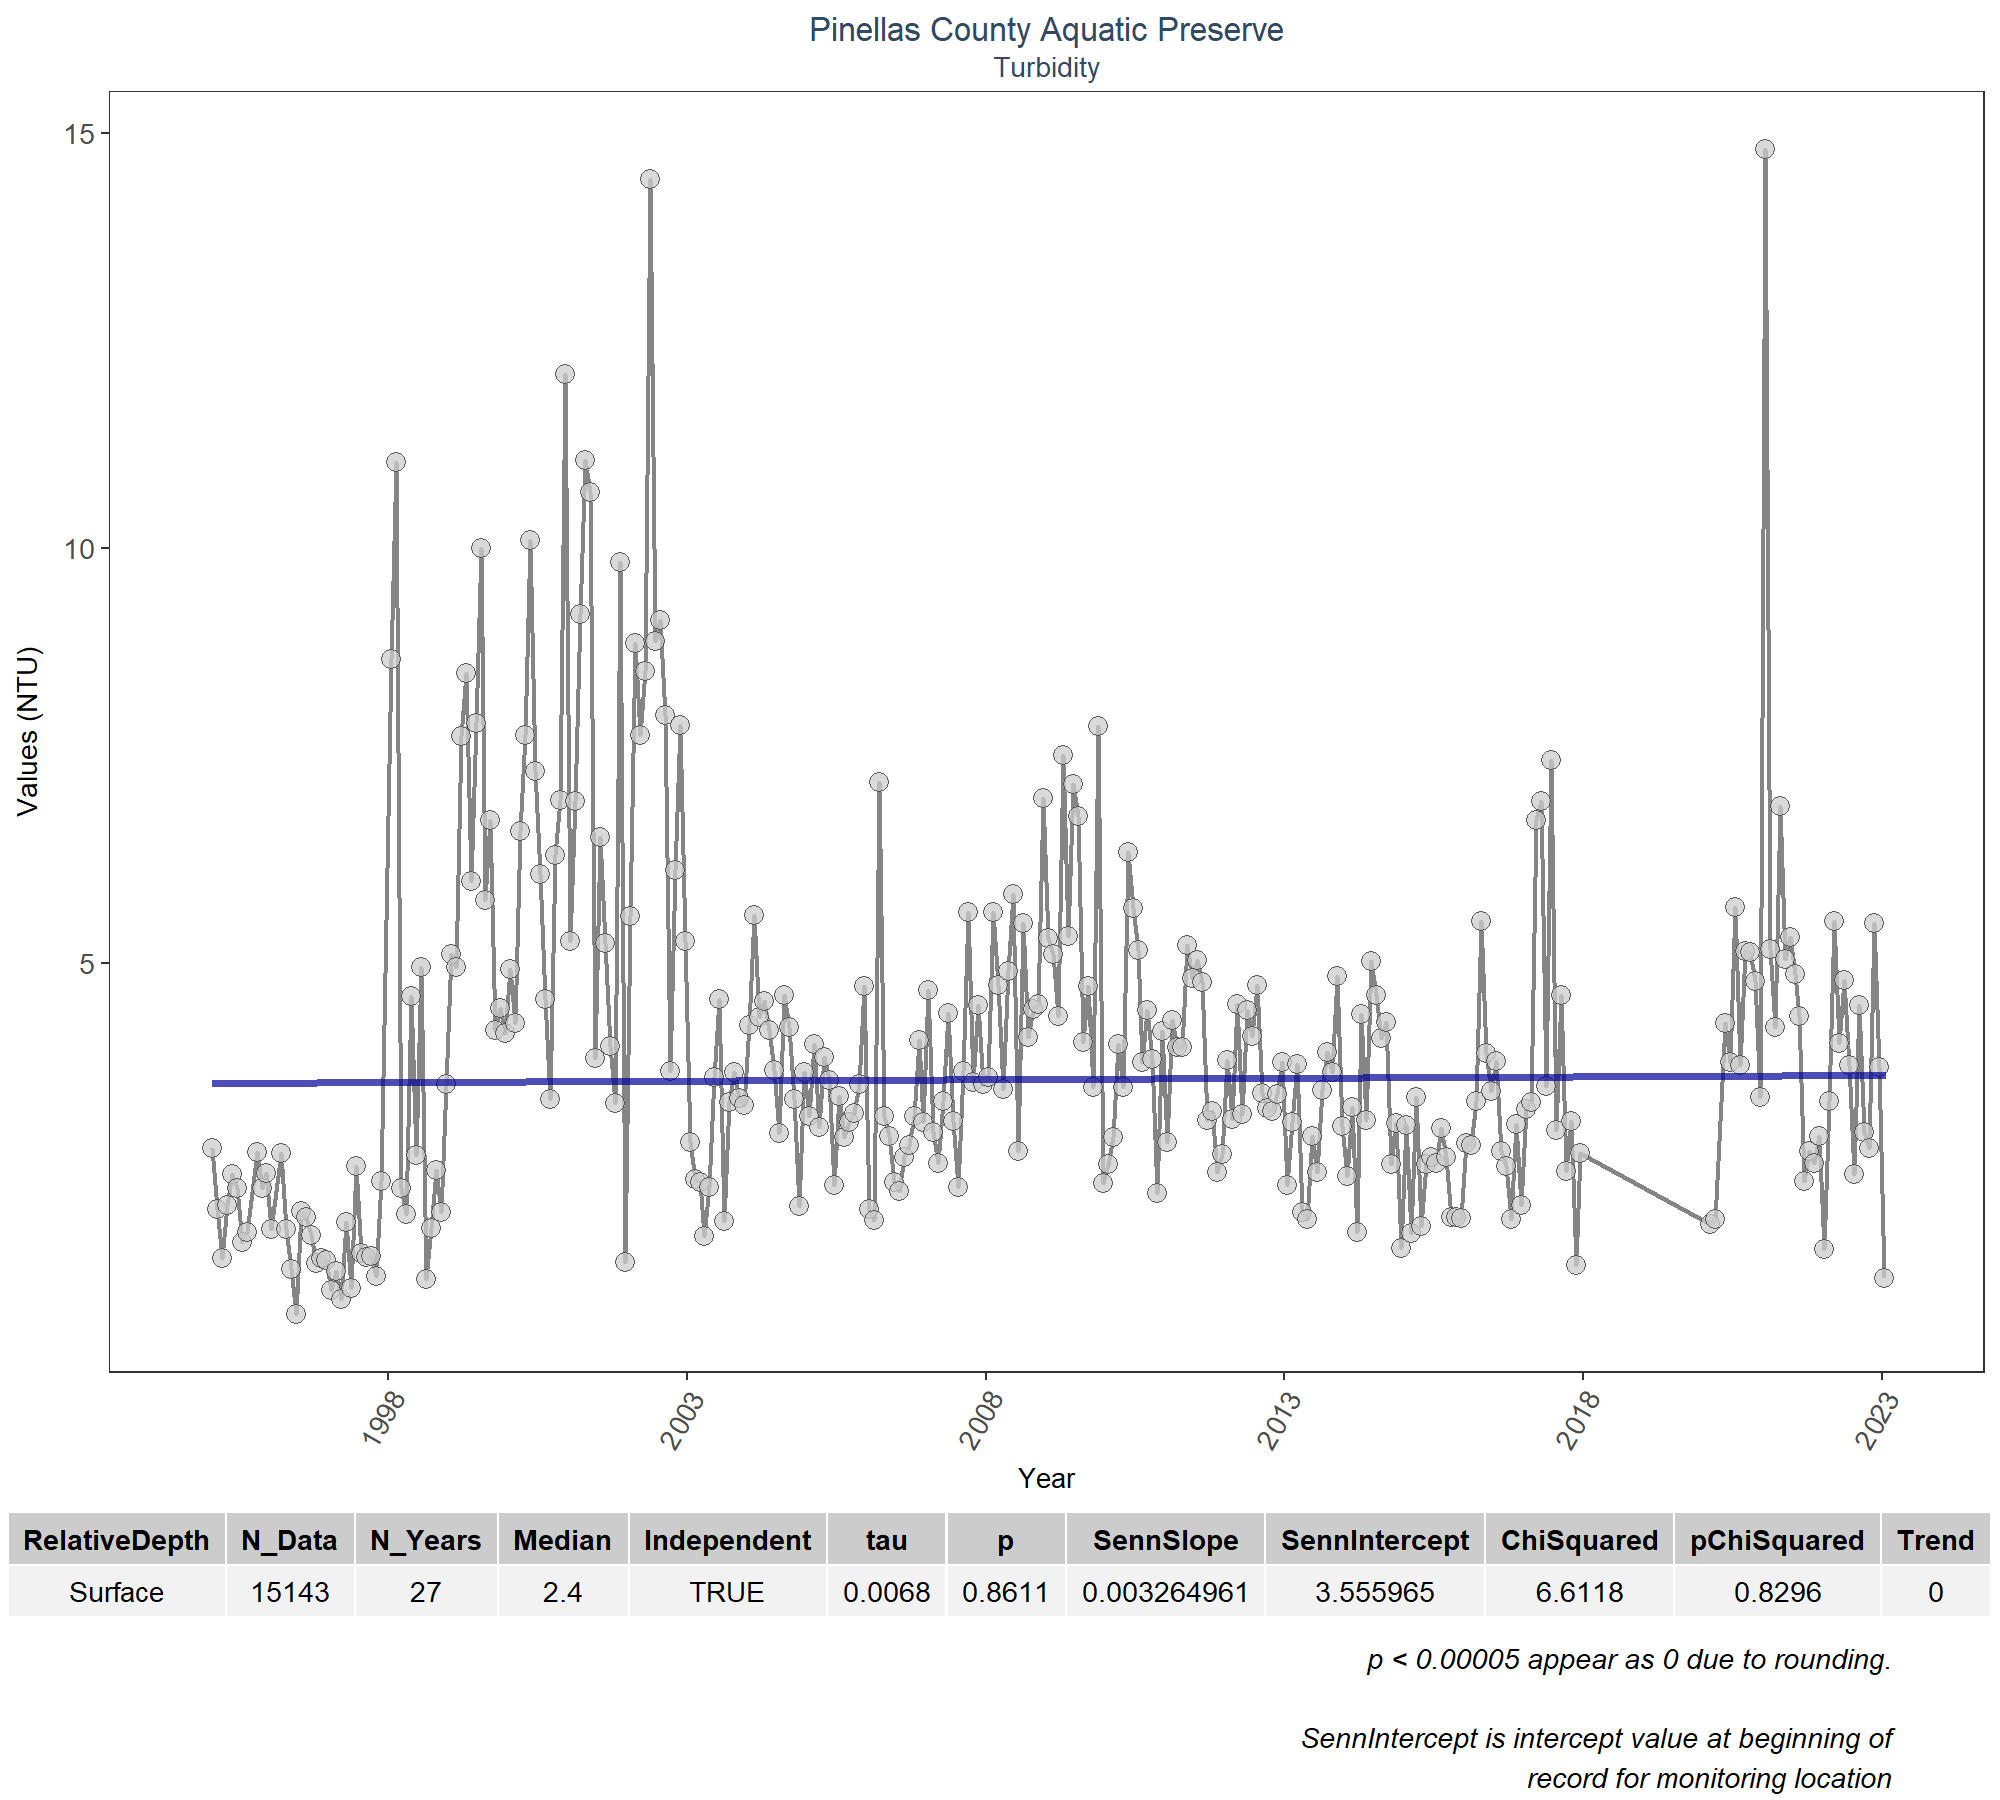 Pinellas County Aquatic Preserve
Turbidity
15
10
5
Values (NTU)
1998
2003
2008
2013
2018
2023
Year
RelativeDepth N_Data N_Years Median Independent tau p SennSlope SennIntercept ChiSquared pChiSquared Trend
Surface 15143 27 2.4 TRUE 0.0068 0.8611 0.003264961 3.555965 6.6118 0.8296 0
p < 0.00005 appear as 0 due to rounding.
SennIntercept is intercept value at beginning of
record for monitoring location